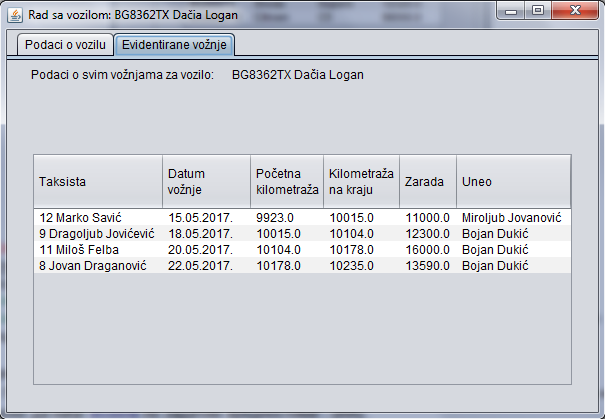 Rad sa vozilom: BG8362TX Dačia Logan
Podaci o vozilu Evidentirane vožnje
Podaci o svim vožnjama za vozilo: BG8362TX Dačia Logan
Taksista Datum vožnje Početna kilometraža Kilometraža na kraju Zarada Uneo
12 Marko Savić 15.05.2017. 9923.0 10015.0 11000.0 Miroljub Jovanović
9 Dragoljub Jovićević 18.05.2017. 10015.0 10104.0 12300.0 Bojan Dukić
11 Miloš Felba 20.05.2017. 10104.0 10178.0 16000.0 Bojan Dukić
8 Jovan Draganović 22.05.2017. 10178.0 10235.0 13590.0 Bojan Dukić